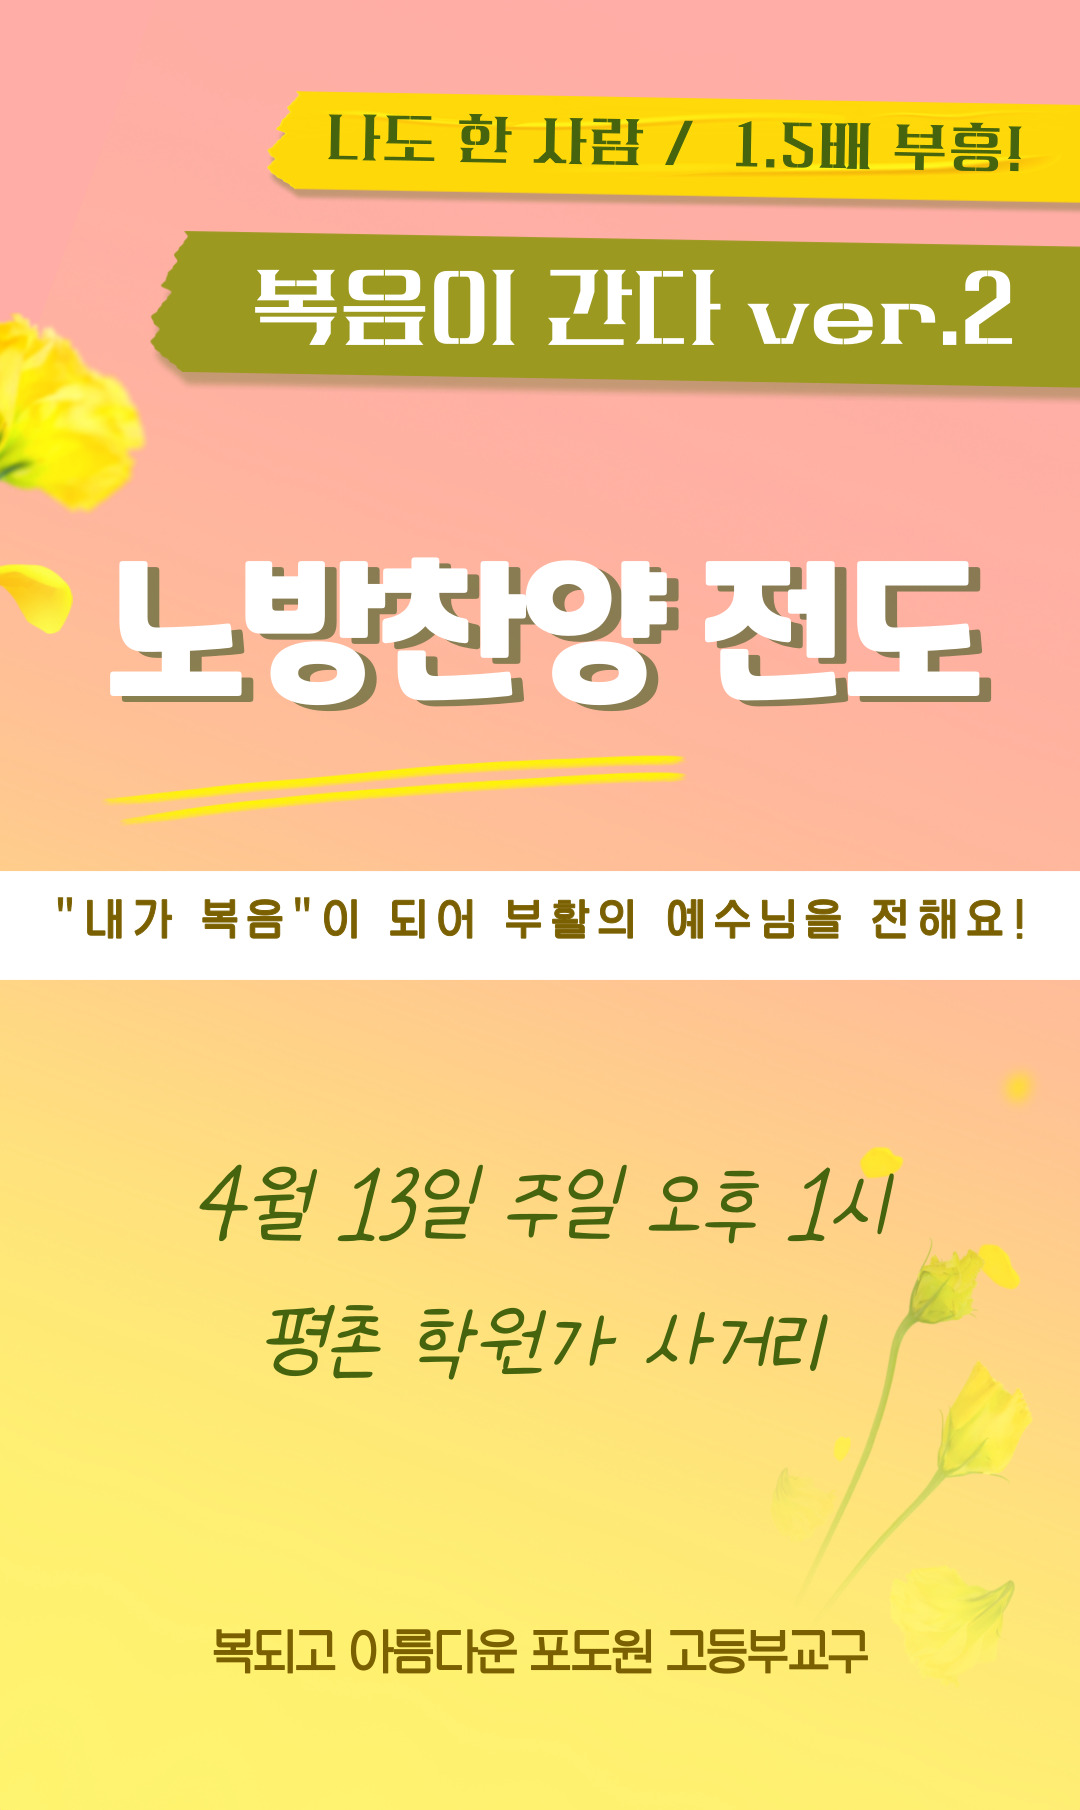 나도 한 사람 / 1.5배 부흥!
복음이 간다 ver.2
노방찬양 전도
"내가 복음"이 되어 부활의 예수님을 전해요!
4월 13일 주일 오후 1시
평촌 학원가 사거리
복되고 아름다운 포도원 고등부교구